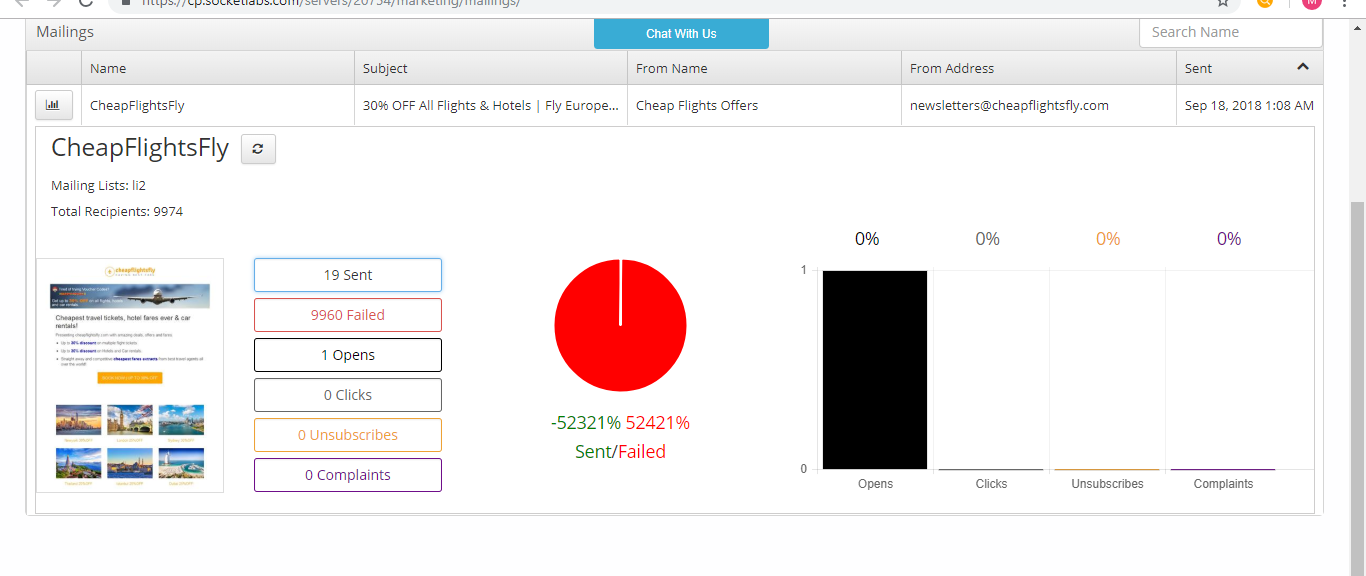 https://cp.socketlabs.com/servers/20754/marketing/mailings/
M
Mailings
Chat With Us
Search Name
Name Subject From Name From Address Sent
CheapFlightsFly 30% OFF All Flights & Hotels | Fly Europe... Cheap Flights Offers newsletters@cheapflightsfly.com Sep 18, 2018 1:08 AM
CheapFlightsFly
Mailing Lists: li2
Total Recipients: 9974
cheapflightsfly
Cheapest travel tickets, hotel fares ever & car
rentals!
19 Sent
9960 Failed
1 Opens
0 Clicks
0 Unsubscribes
0 Complaints
-52321% 52421%
Sent/Failed
0% 0% 0% 0%
1
0
Opens Clicks Unsubscribes Complaints